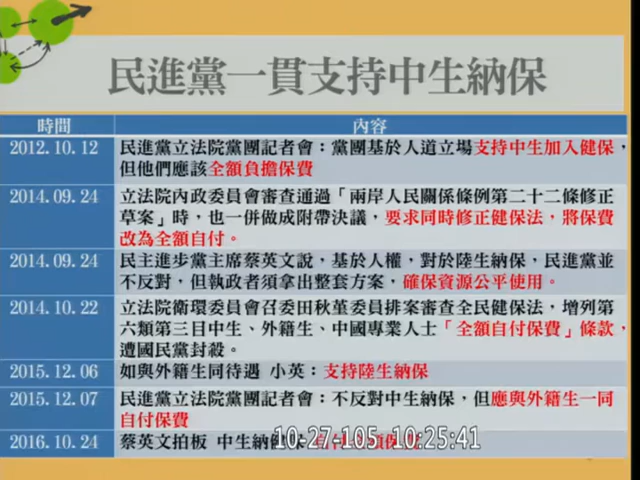 民進黨一貫支持中生納保
時間 內容
2012.10.12 民進黨立法院黨團記者會：黨團基於人道立場支持中生加入健保，
但他們應該全額負擔保費
2014.09.24 立法院內政委員會審查通過「兩岸人民關係條例第二十二條修正
草案」時，也一併做成附帶決議，要求同時修正健保法，將保費
改為全額自付。
2014.09.24 民主進步黨主席蔡英文說，基於人權，對於陸生納保，民進黨並
不反對，但執政者須拿出整套方案，確保資源公平使用。
2014.10.22 立法院衛環委員會召委田秋堇委員排案審查全民健保法，增列第
六類第三目中生、外籍生、中國專業人士「全額自付保費」條款，
遭國民黨封殺。
2015.12.06 如與外籍生同待遇 小英：支持陸生納保
2015.12.07 民進黨立法院黨團記者會：不反對中生納保，但應與外籍生一同
自付保費
2016.10.24 蔡英文拍板 中生納健保
10:27:105 10:25:41